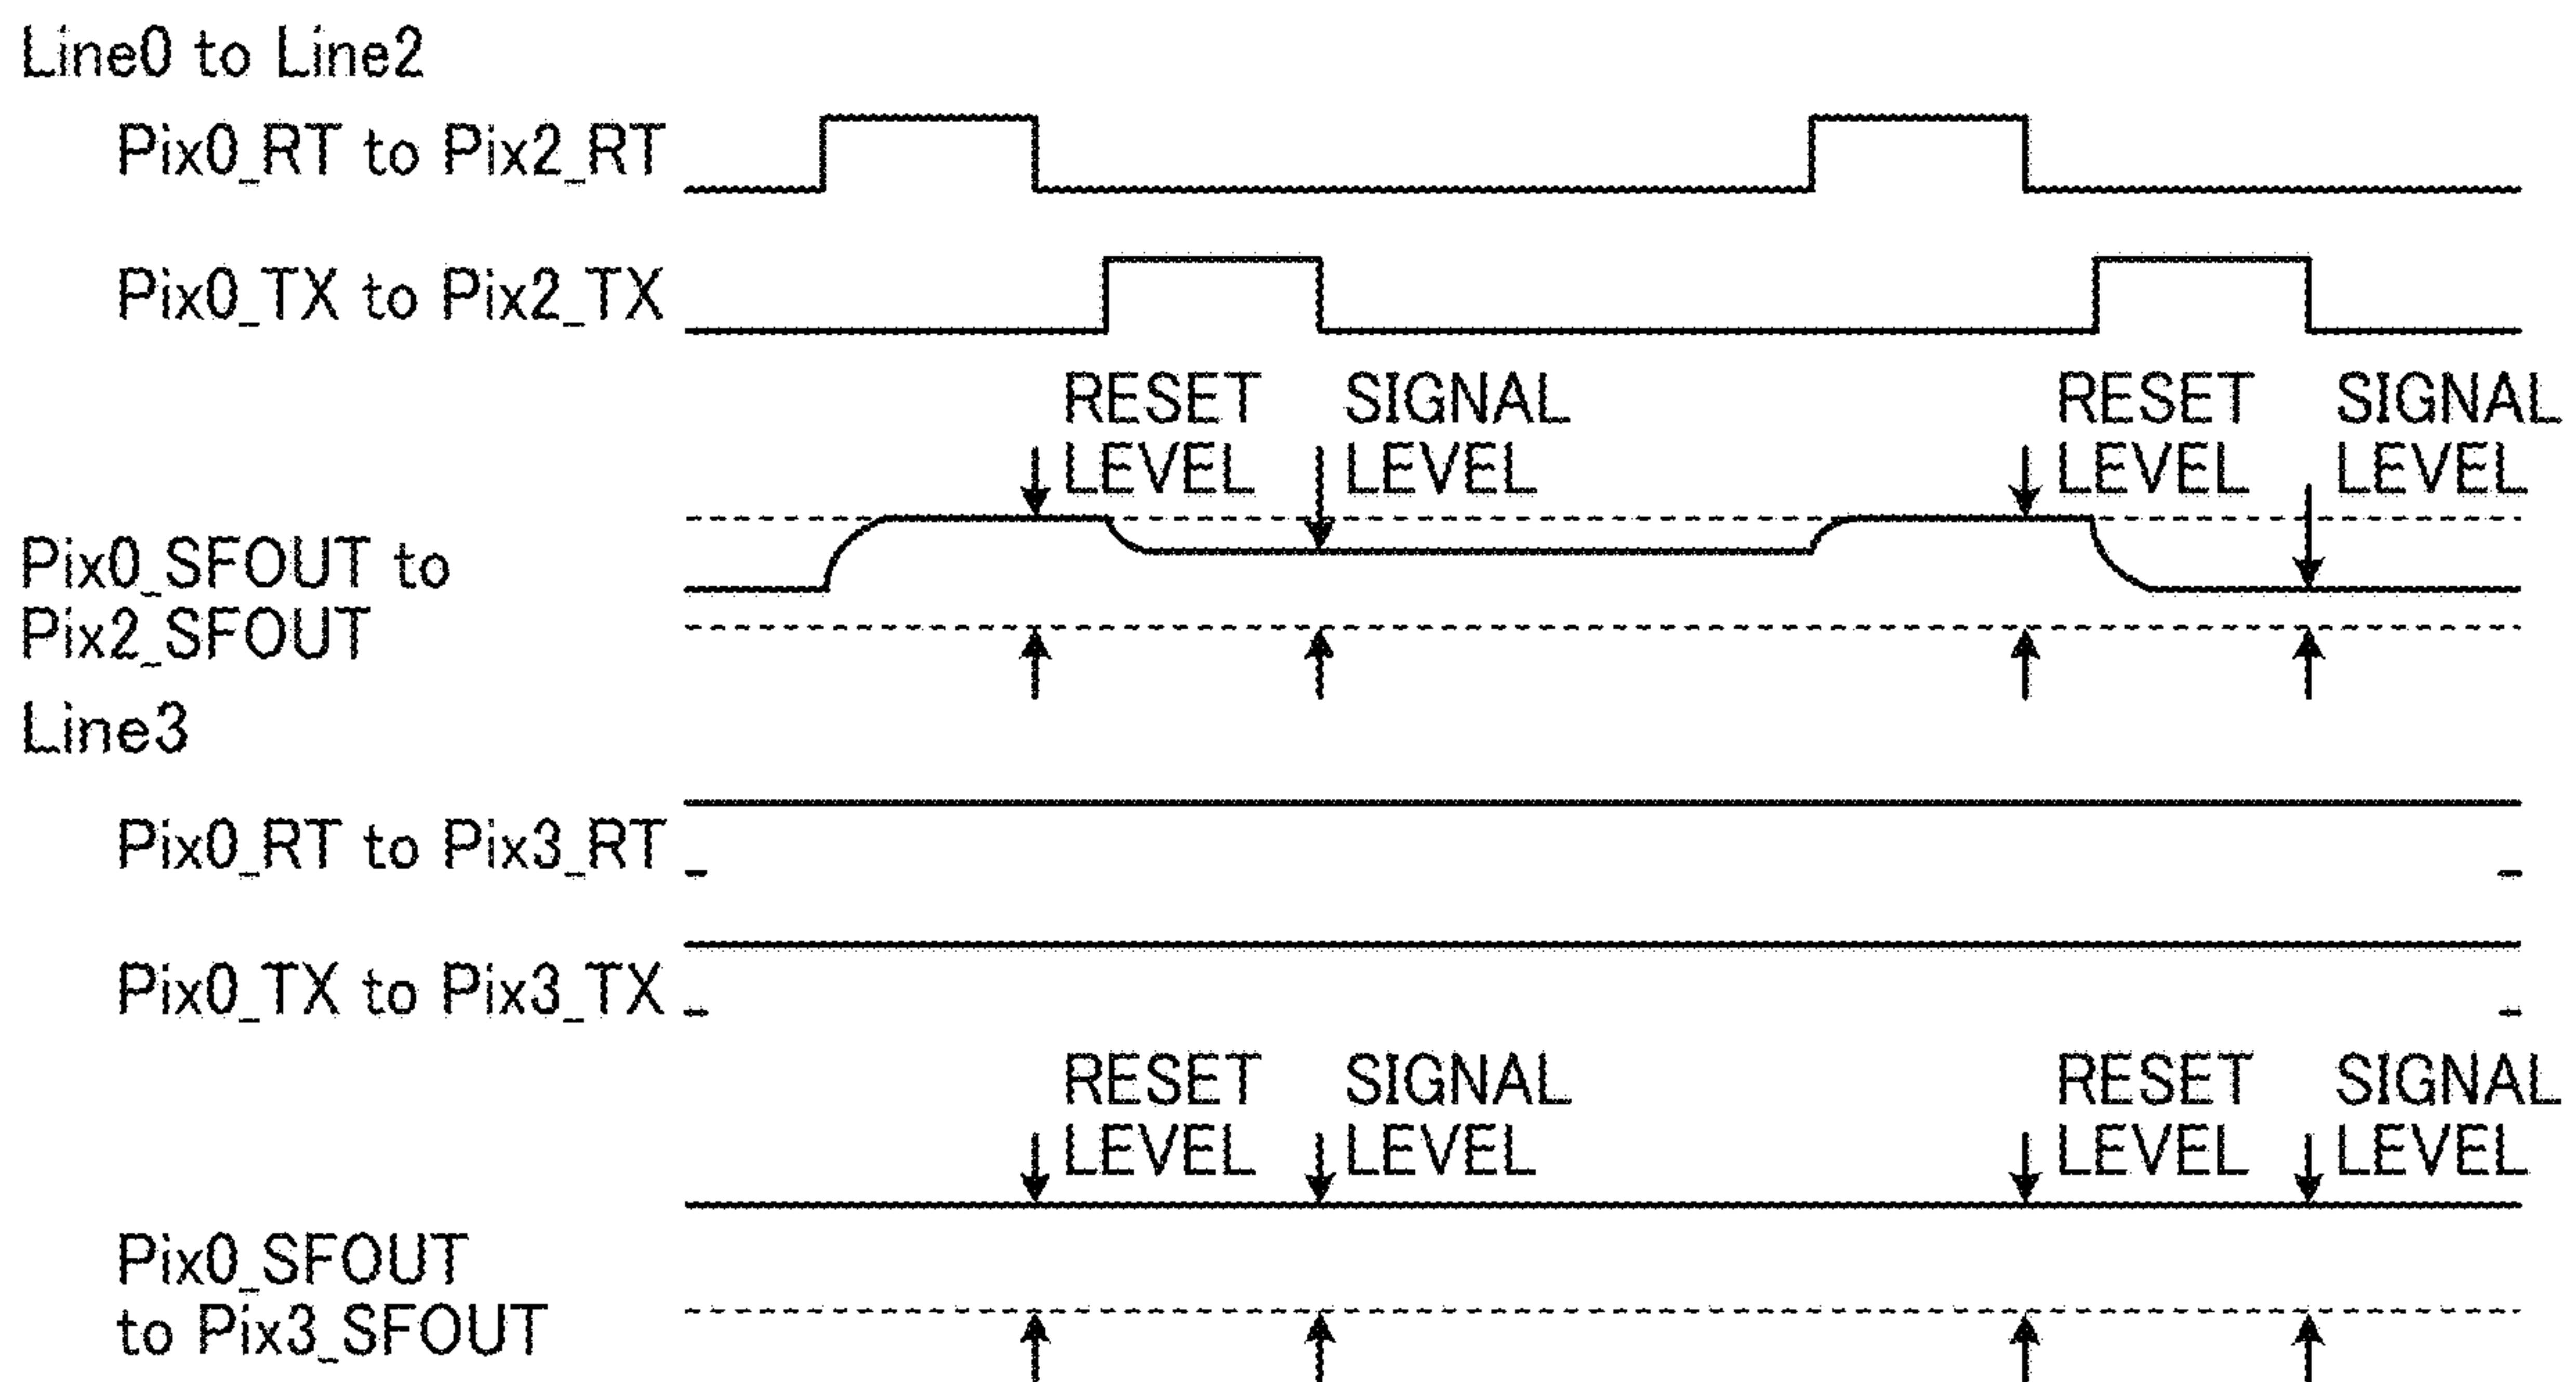 Line0 to Line2
Pix0_RT to Pix2_RT
Pix0_TX to Pix2_TX
RESET
LEVEL
SIGNAL
LEVEL
RESET
LEVEL
SIGNAL
LEVEL
Pix0_SFOUT to
Pix2_SFOUT
Line3
Pix0_RT to Pix3_RT
Pix0_TX to Pix3_TX
RESET
LEVEL
SIGNAL
LEVEL
RESET
LEVEL
SIGNAL
LEVEL
Pix0_SFOUT
to Pix3_SFOUT